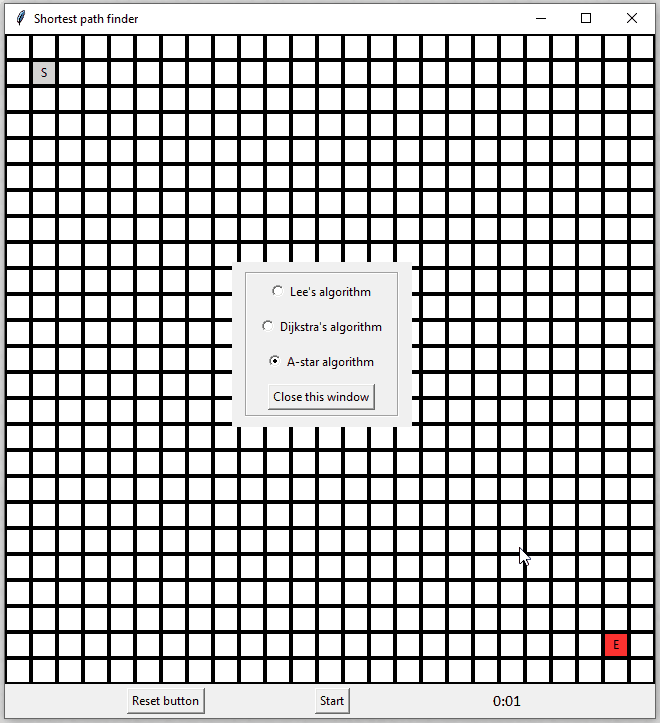 Shortest path finder
S
Lee's algorithm
Dijkstra's algorithm
A-star algorithm
Close this window
E
Reset button Start 0:01